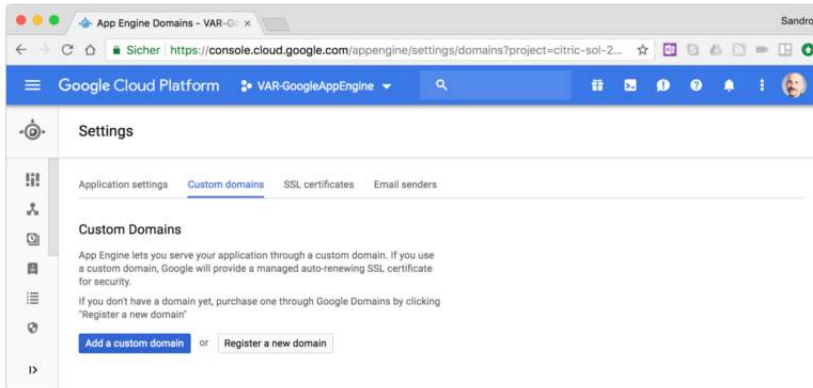 App Engine Domains - VAR-Go
Sandro
Sicher https://console.cloud.google.com/appengine/settings/domains?project=citric-sol-2...
Google Cloud Platform VAR-GoogleAppEngine
Settings
Application settings Custom domains SSL certificates Email senders
Custom Domains
App Engine lets you serve your application through a custom domain. If you use
a custom domain, Google will provide a managed auto-renewing SSL certificate
for security.
If you don't have a domain yet, purchase one through Google Domains by clicking
"Register a new domain"
Add a custom domain or Register a new domain